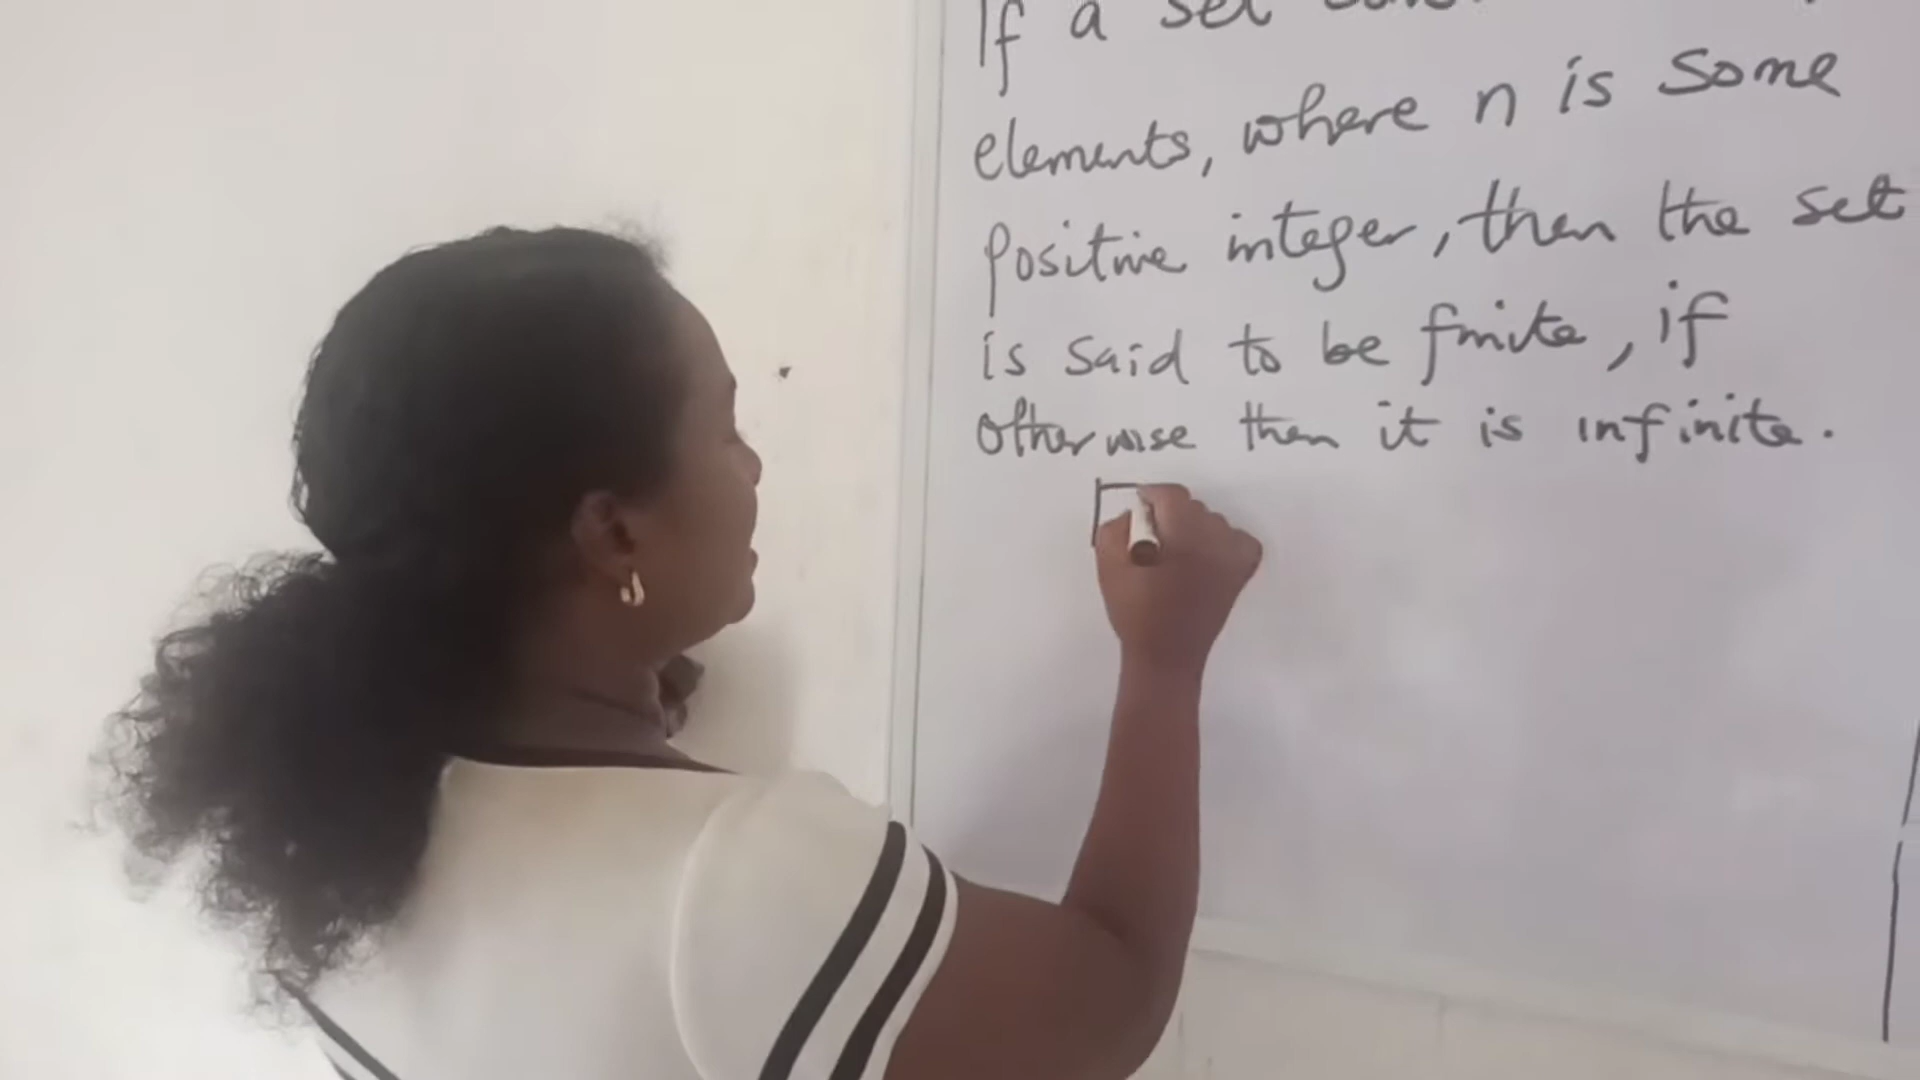 If a set
elements, where n is some
positive integer, then the set
is said to be finite, if
otherwise then it is infinite.